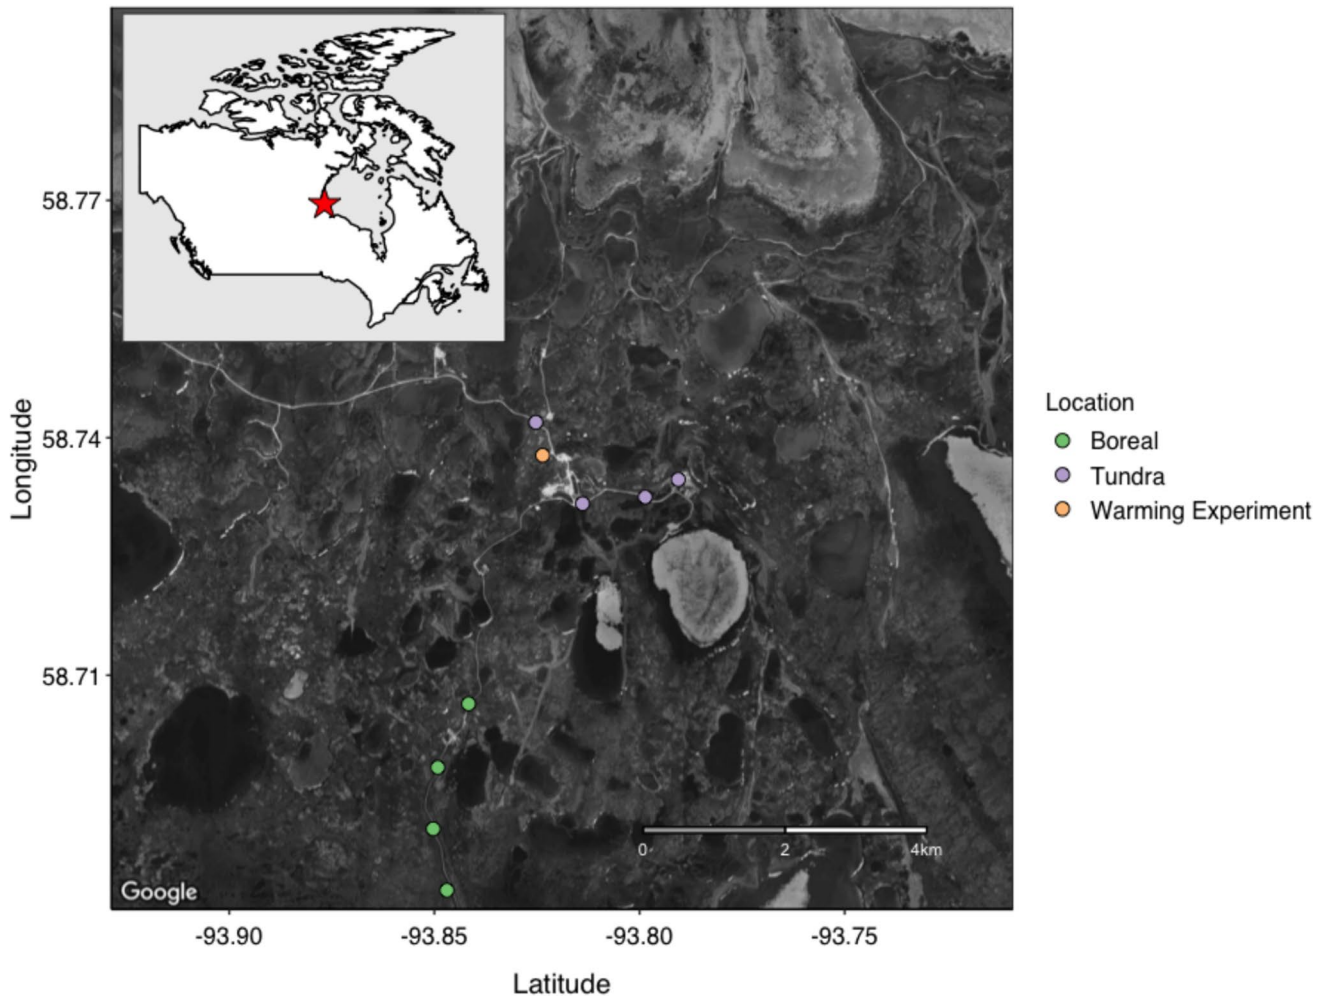 58.77
58.74
58.71
Longitude
Location
Boreal
Tundra
Warming Experiment
0
2
4km
Google
-93.90
-93.85
-93.80
-93.75
Latitude